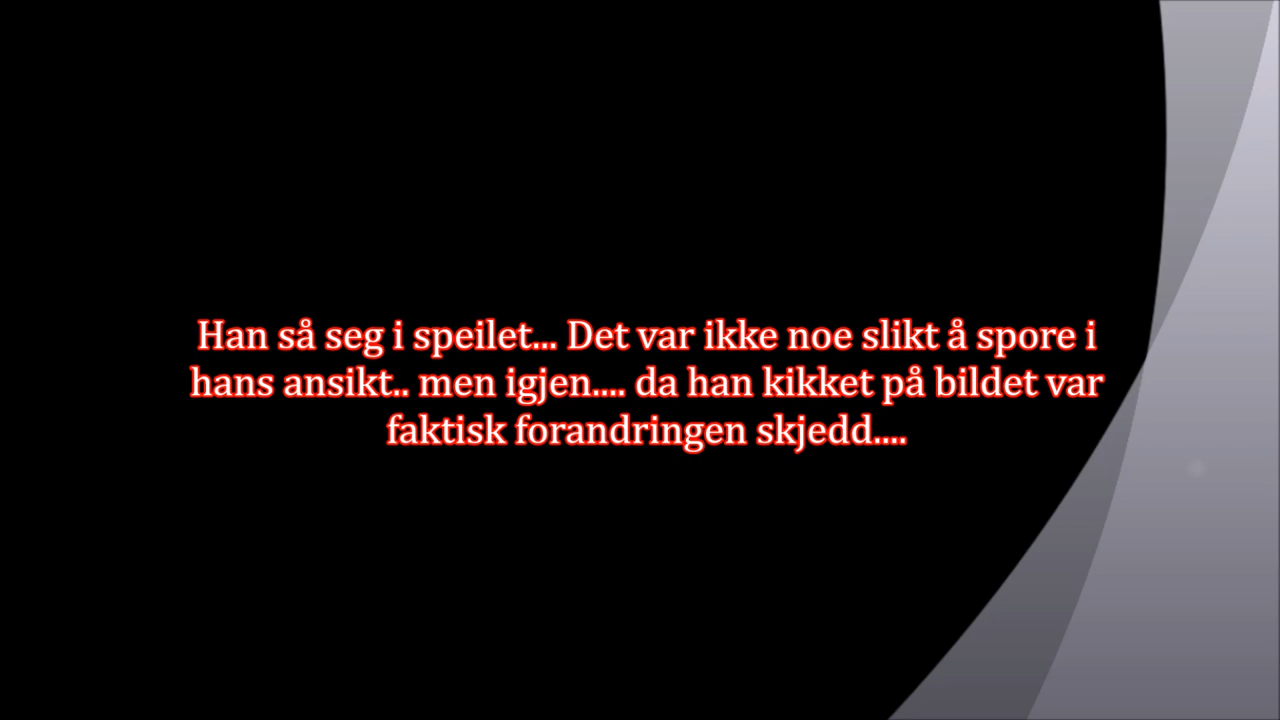 Han så seg i speilet... Det var ikke noe slikt å spore i
hans ansikt.. men igjen.... da han kikket på bildet var
faktisk forandringen skjedd....